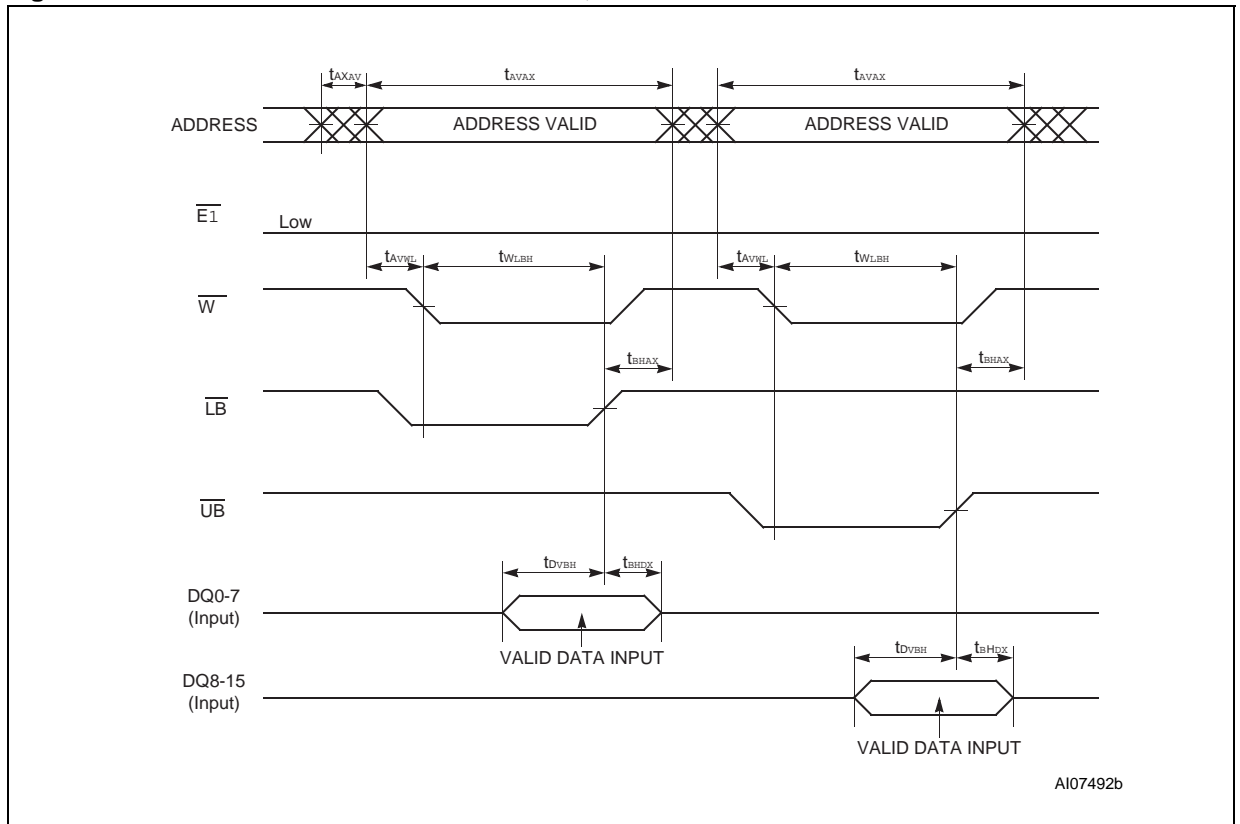 tAXAV
tAVAX
tAVAX
ADDRESS
ADDRESS VALID
ADDRESS VALID
E1
Low
tAVWL
tWLBH
tAVWL
tWLBH
W
tBHAX
tBHAX
LB
UB
tDVBH
tBHDX
DQ0-7
(Input)
VALID DATA INPUT
tDVBH
tBHDX
DQ8-15
(Input)
VALID DATA INPUT
AI07492b